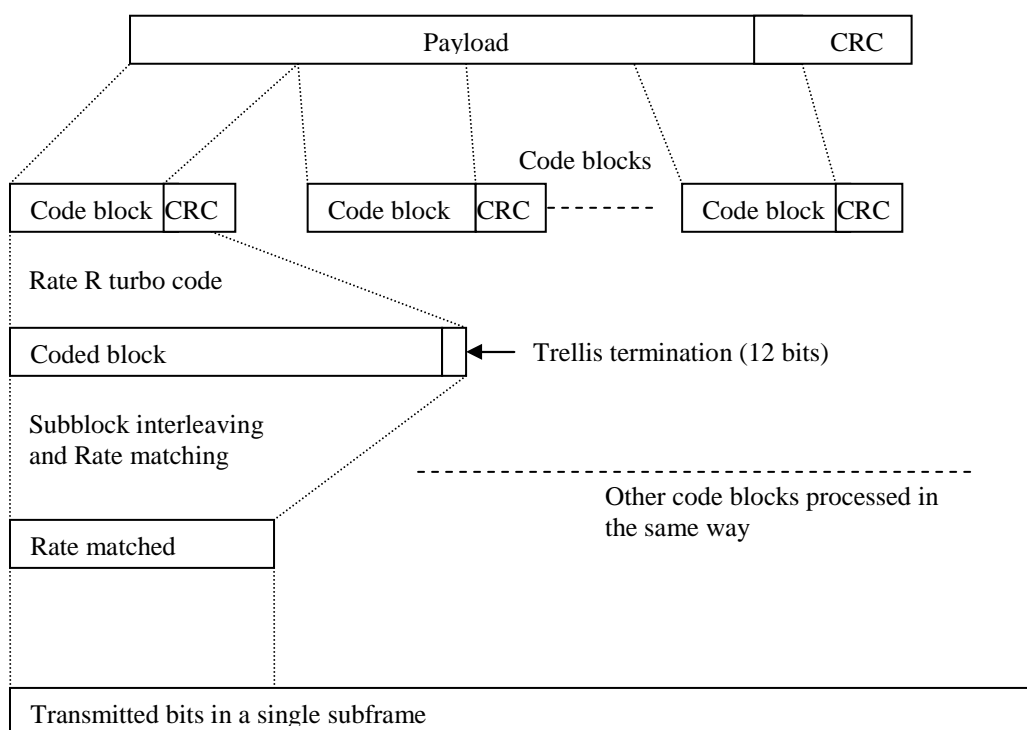 Payload
CRC
Code blocks
Code block
CRC
Code block
CRC
Code block
CRC
Rate R turbo code
Coded block
Trellis termination (12 bits)
Subblock interleaving
and Rate matching
Other code blocks processed in
the same way
Rate matched
Transmitted bits in a single subframe